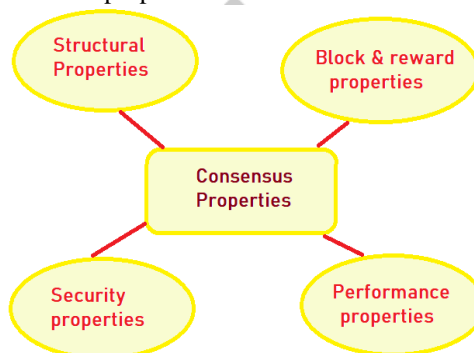 Structural
Properties
Block & reward
properties
Consensus
Properties
Security
properties
Performance
properties